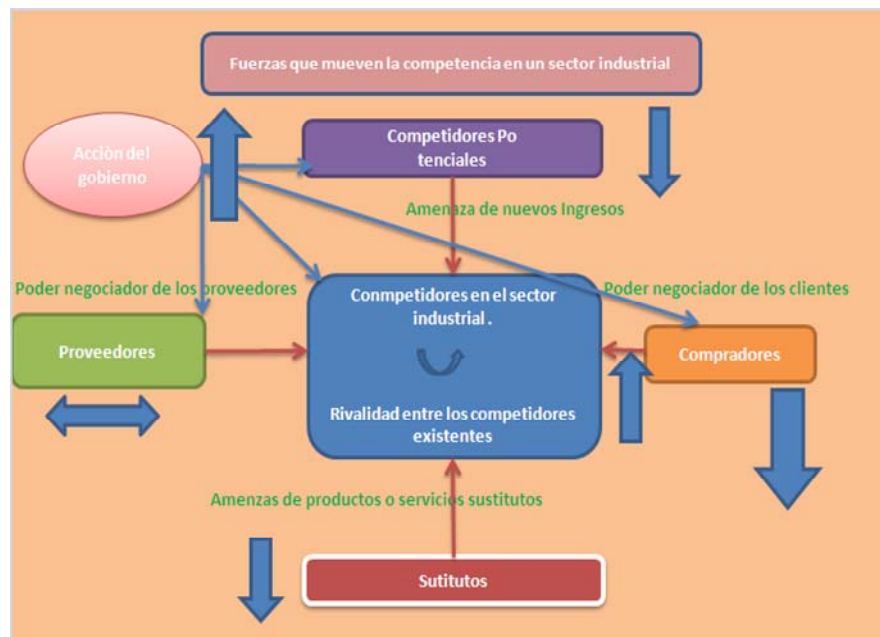 Fuerzas que mueven la competencia en un sector industrial
Acciòn del
gobierno
Competidores Po
tenciales
Amenaza de nuevos Ingresos
Poder negociador de los proveedores
Conmpetidores en el sector
industrial .
Poder negociador de los clientes
Proveedores
Compradores
Rivalidad entre los competidores
existentes
Amenzas de productos o servicios sustitutos
Sutitutos